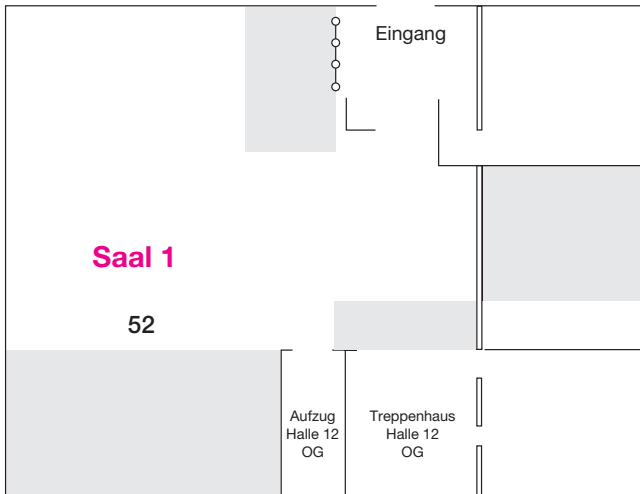 Eingang
Saal 1
52
Aufzug
Halle 12
OG
Treppenhaus
Halle 12
OG